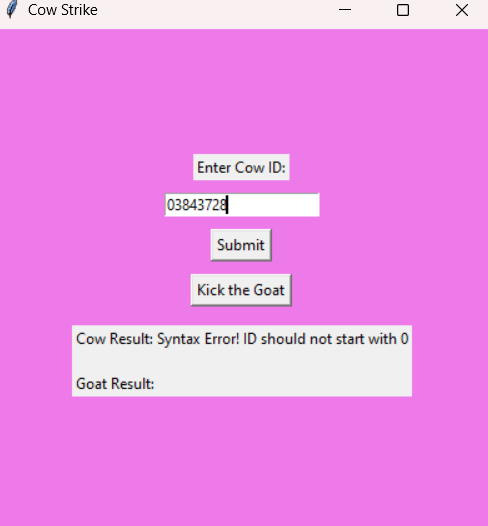 Cow Strike
Enter Cow ID:
03843728
Submit
Kick the Goat
Cow Result: Syntax Error! ID should not start with 0
Goat Result: